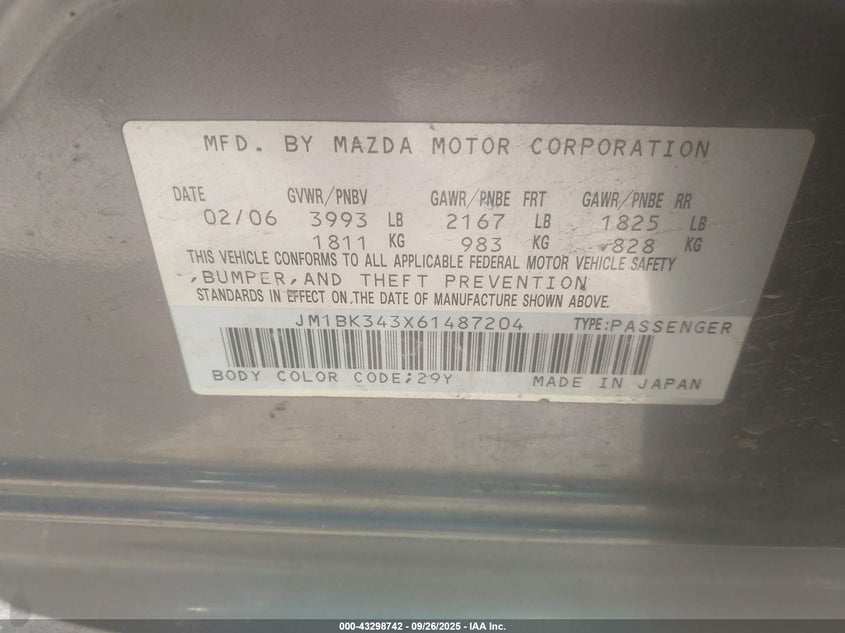 MFD. BY MAZDA MOTOR CORPORATION
DATE GVWR/PNBV GAWR/PNBE FRT GAWR/PNBE RR
02/06 3993 LB 2167 LB 1825 LB
1811 KG 983 KG 828 KG
THIS VEHICLE CONFORMS TO ALL APPLICABLE FEDERAL MOTOR VEHICLE SAFETY
,BUMPER,AND THEFT PREVENTION
STANDARDS IN EFFECT ON THE DATE OF MANUFACTURE SHOWN ABOVE.
JM1BK343X61487204 TYPE:PASSENGER
BODY COLOR CODE;29Y MADE IN JAPAN
000-43298742 - 09/26/2025 - IAA Inc.